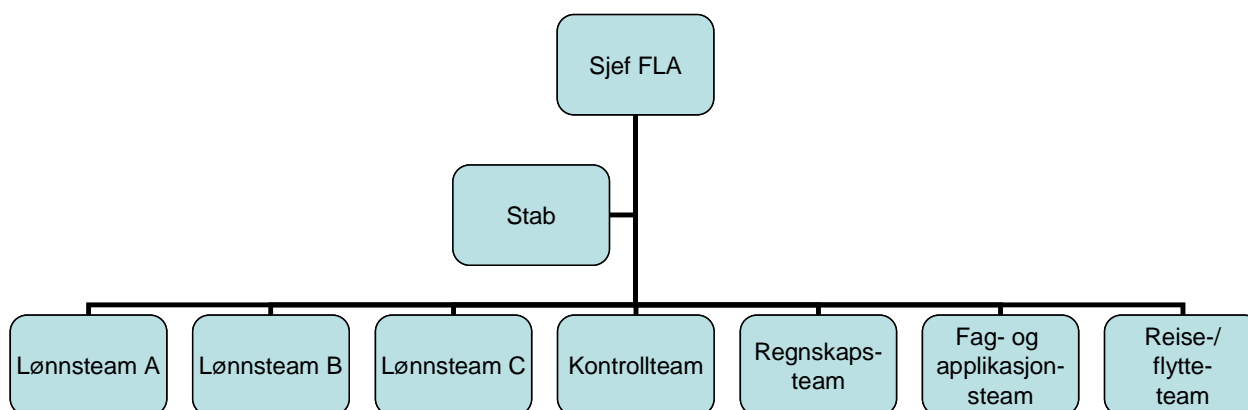 Sjef FLA
Stab
Lønnsteam A
Lønnsteam B
Lønnsteam C
Kontrollteam
Regnskaps-
team
Fag- og
applikasjon-
steam
Reise-/
flytte-
team